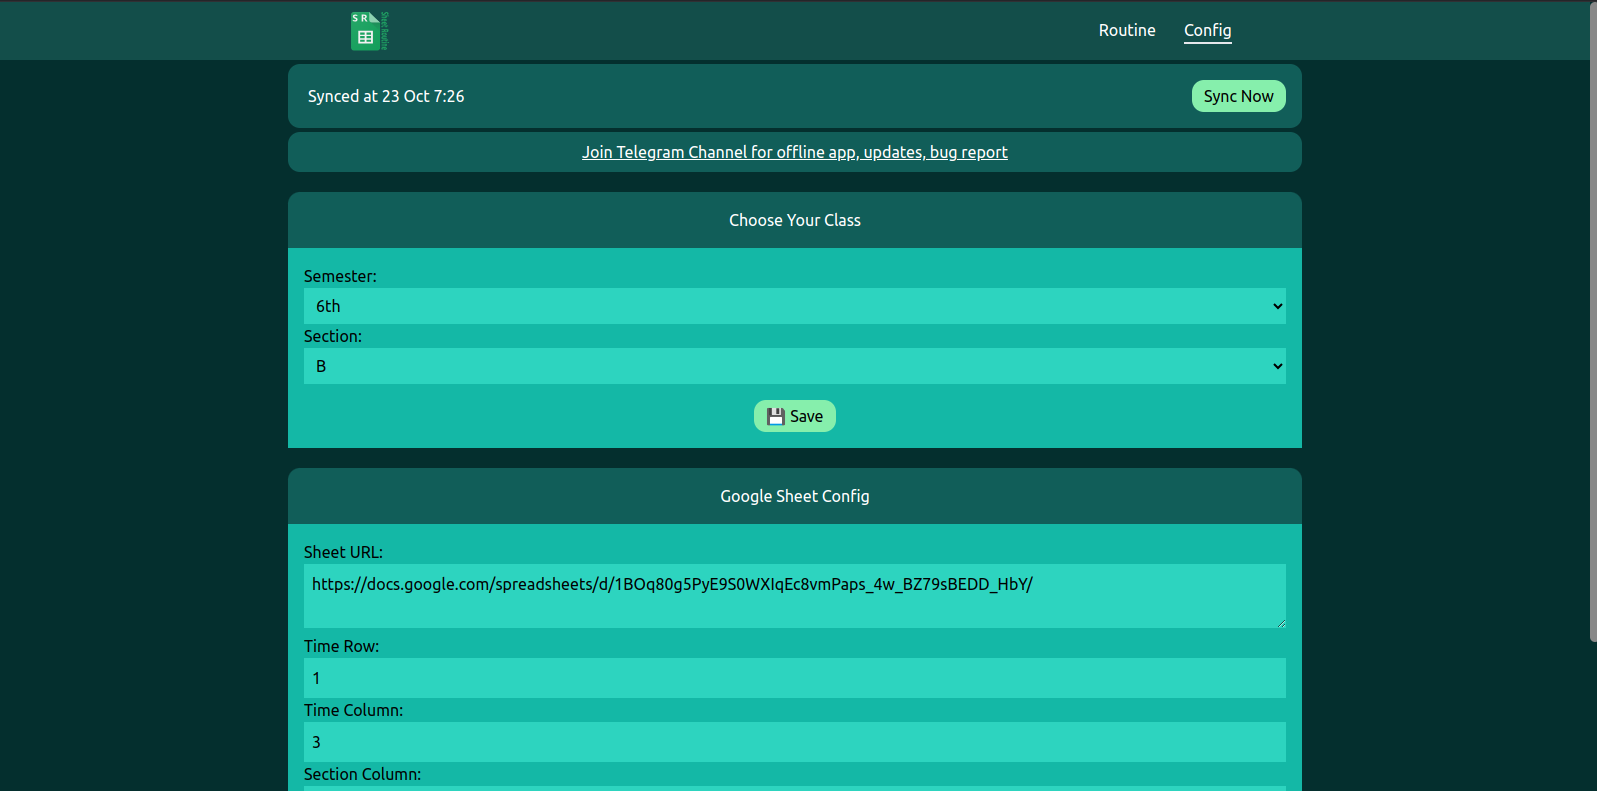 S R
Sheet Routine
Routine
Config
Synced at 23 Oct 7:26
Sync Now
Join Telegram Channel for offline app, updates, bug report
Choose Your Class
Semester:
6th
Section:
B
💾 Save
Google Sheet Config
Sheet URL:
https://docs.google.com/spreadsheets/d/1BOq80g5PyE9S0WXIqEc8vmPaps_4w_BZ79sBEDD_HbY/
Time Row:
1
Time Column:
3
Section Column: